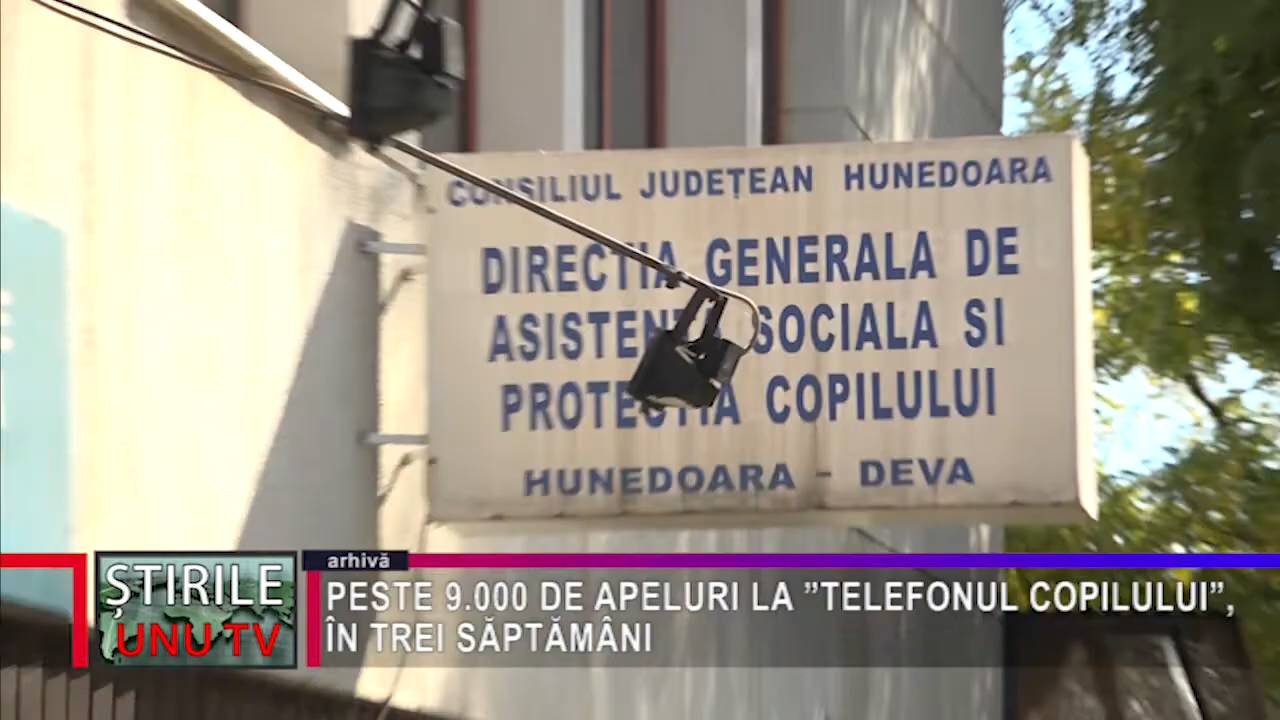 CONSILIUL JUDEȚEAN HUNEDOARA
DIRECTIA GENERALA DE
ASISTENTA SOCIALA SI
PROTECTIA COPILULUI
HUNEDOARA - DEVA
arhivă
ȘTIRILE
UNU TV
PESTE 9.000 DE APELURI LA ”TELEFONUL COPILULUI”,
ÎN TREI SĂPTĂMÂNI